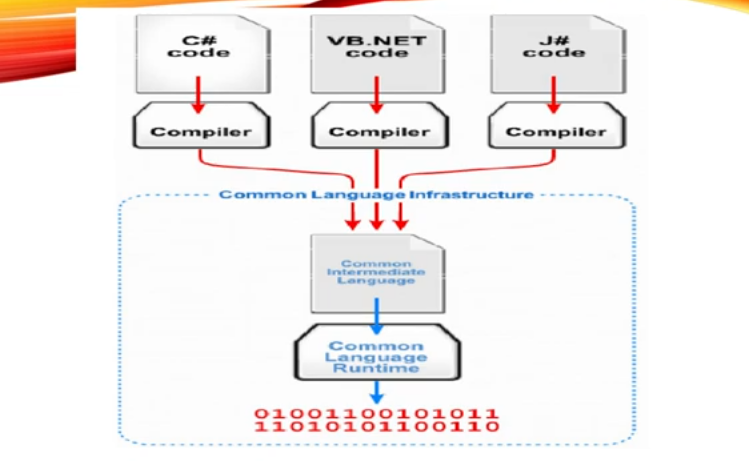 C#
code
VB.NET
code
J#
code
Compiler
Compiler
Compiler
Common Language Infrastructure
Common
Intermediate
Language
Common
Language
Runtime
01001100101011
11010101100110